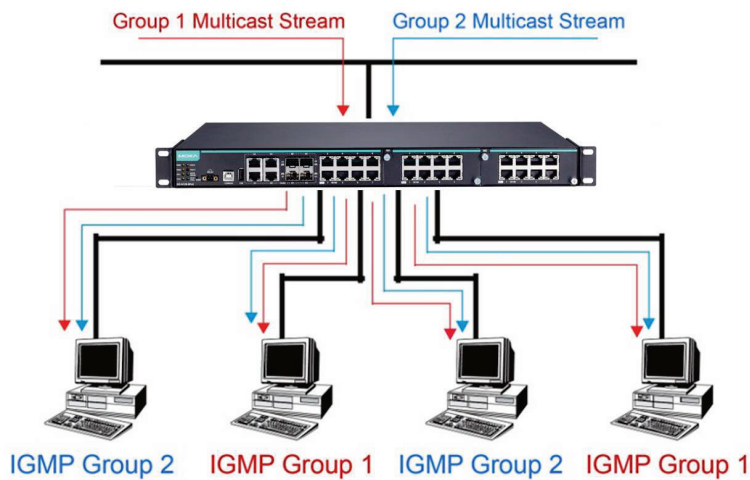 Group 1 Multicast Stream
Group 2 Multicast Stream
IGMP Group 2
IGMP Group 1
IGMP Group 2
IGMP Group 1